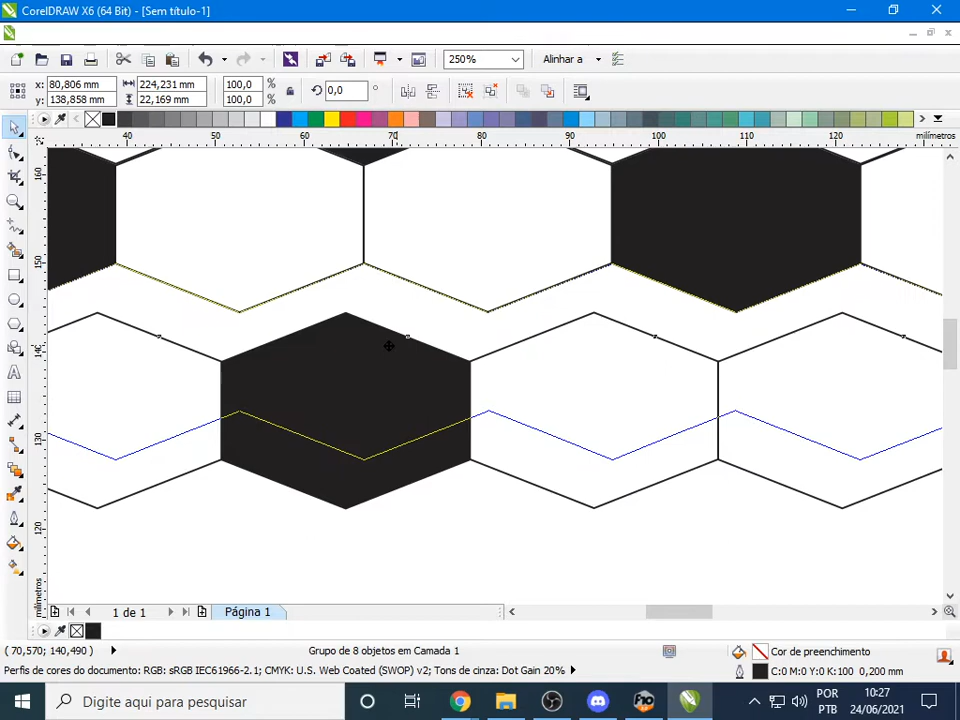 CorelDRAW X6 (64 Bit) - [Sem título-1]
250%
Alinhar a
x: 80,806 mm
y: 138,858 mm
224,231 mm
22,169 mm
100,0
100,0
%
%
0,0
°
40 50 60 70 80 90 100 110 120
milímetros
160
150
140
130
120
milímetros
1 de 1
Página 1
( 70,570; 140,490 )
Grupo de 8 objetos em Camada 1
Cor de preenchimento
Perfis de cores do documento: RGB: sRGB IEC61966-2.1; CMYK: U.S. Web Coated (SWOP) v2; Tons de cinza: Dot Gain 20%
C:0 M:0 Y:0 K:100 0,200 mm
Digite aqui para pesquisar
POR
PTB
10:27
24/06/2021